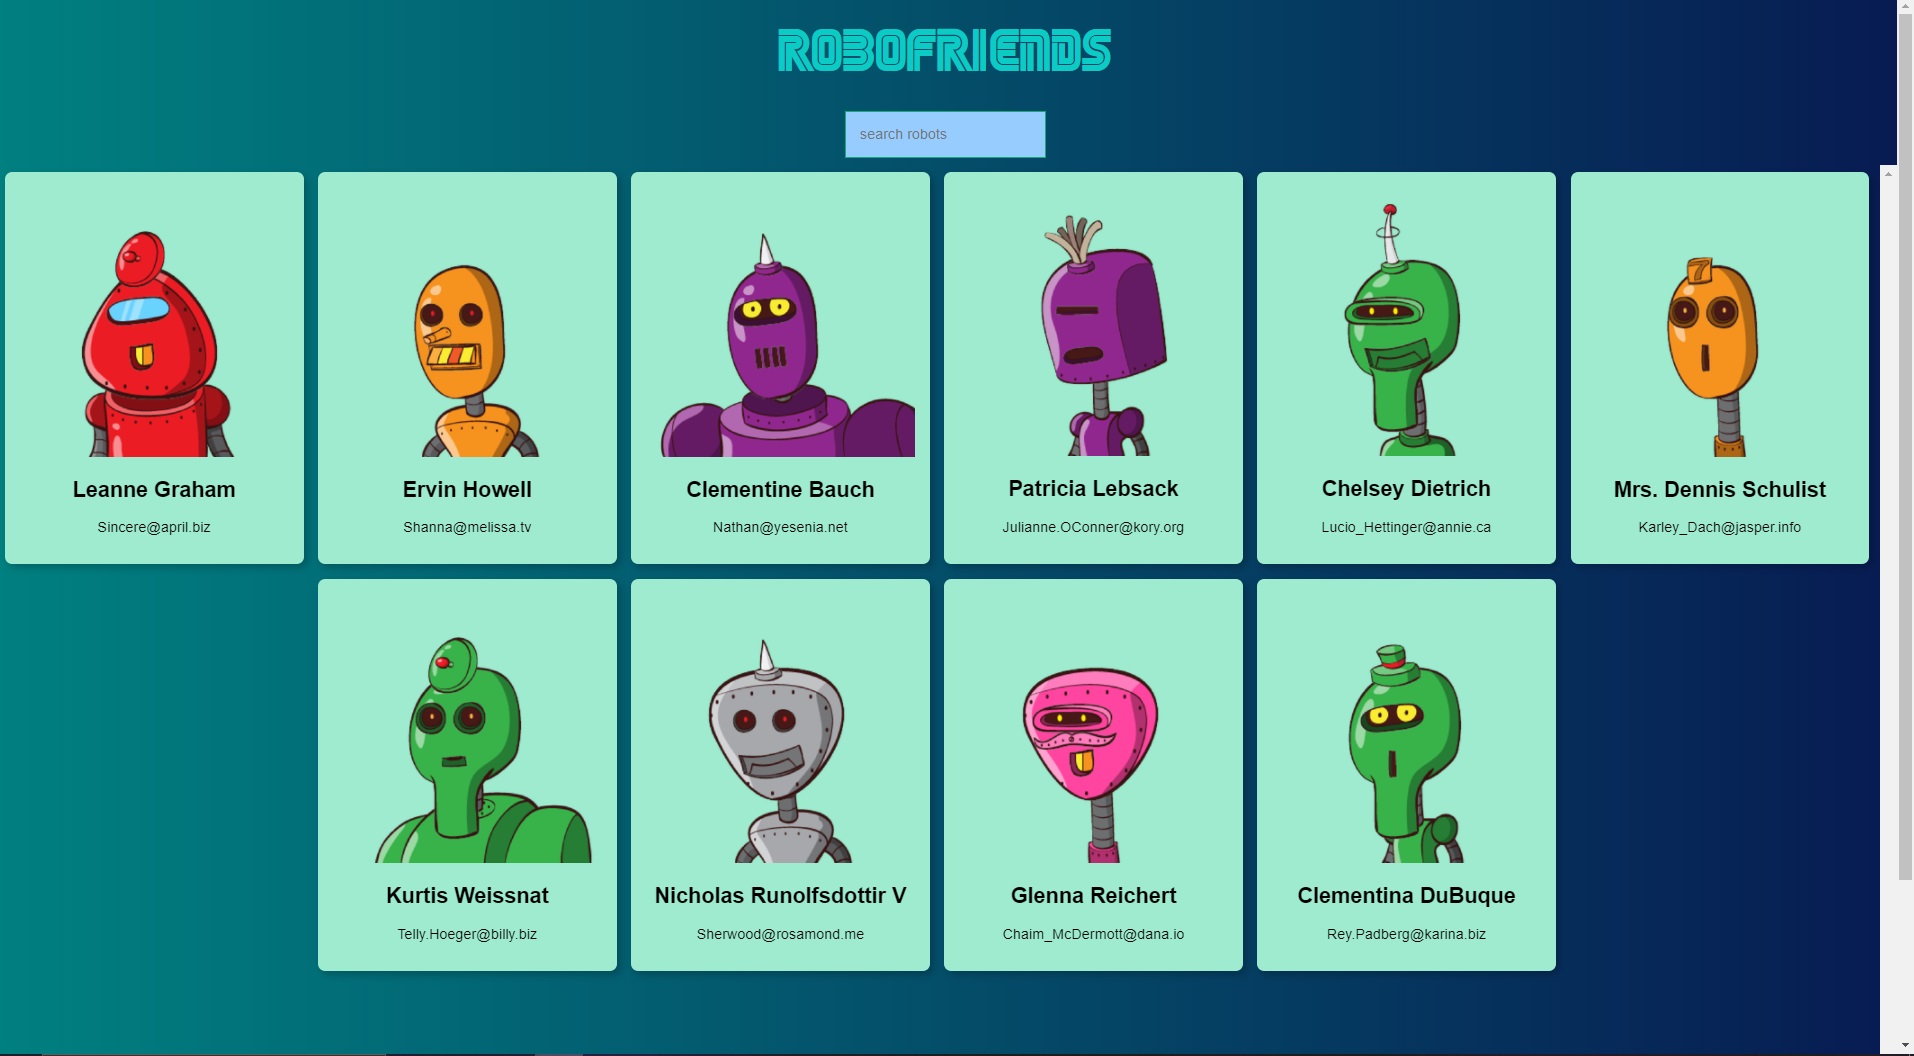 ROBOFRIENDS
search robots
7
Leanne Graham
Sincere@april.biz
Ervin Howell
Shanna@melissa.tv
Clementine Bauch
Nathan@yesenia.net
Patricia Lebsack
Julianne.OConner@kory.org
Chelsey Dietrich
Lucio_Hettinger@annie.ca
Mrs. Dennis Schulist
Karley_Dach@jasper.info
Kurtis Weissnat
Telly.Hoeger@billy.biz
Nicholas Runolfsdottir V
Sherwood@rosamond.me
Glenna Reichert
Chaim_McDermott@dana.io
Clementina DuBuque
Rey.Padberg@karina.biz